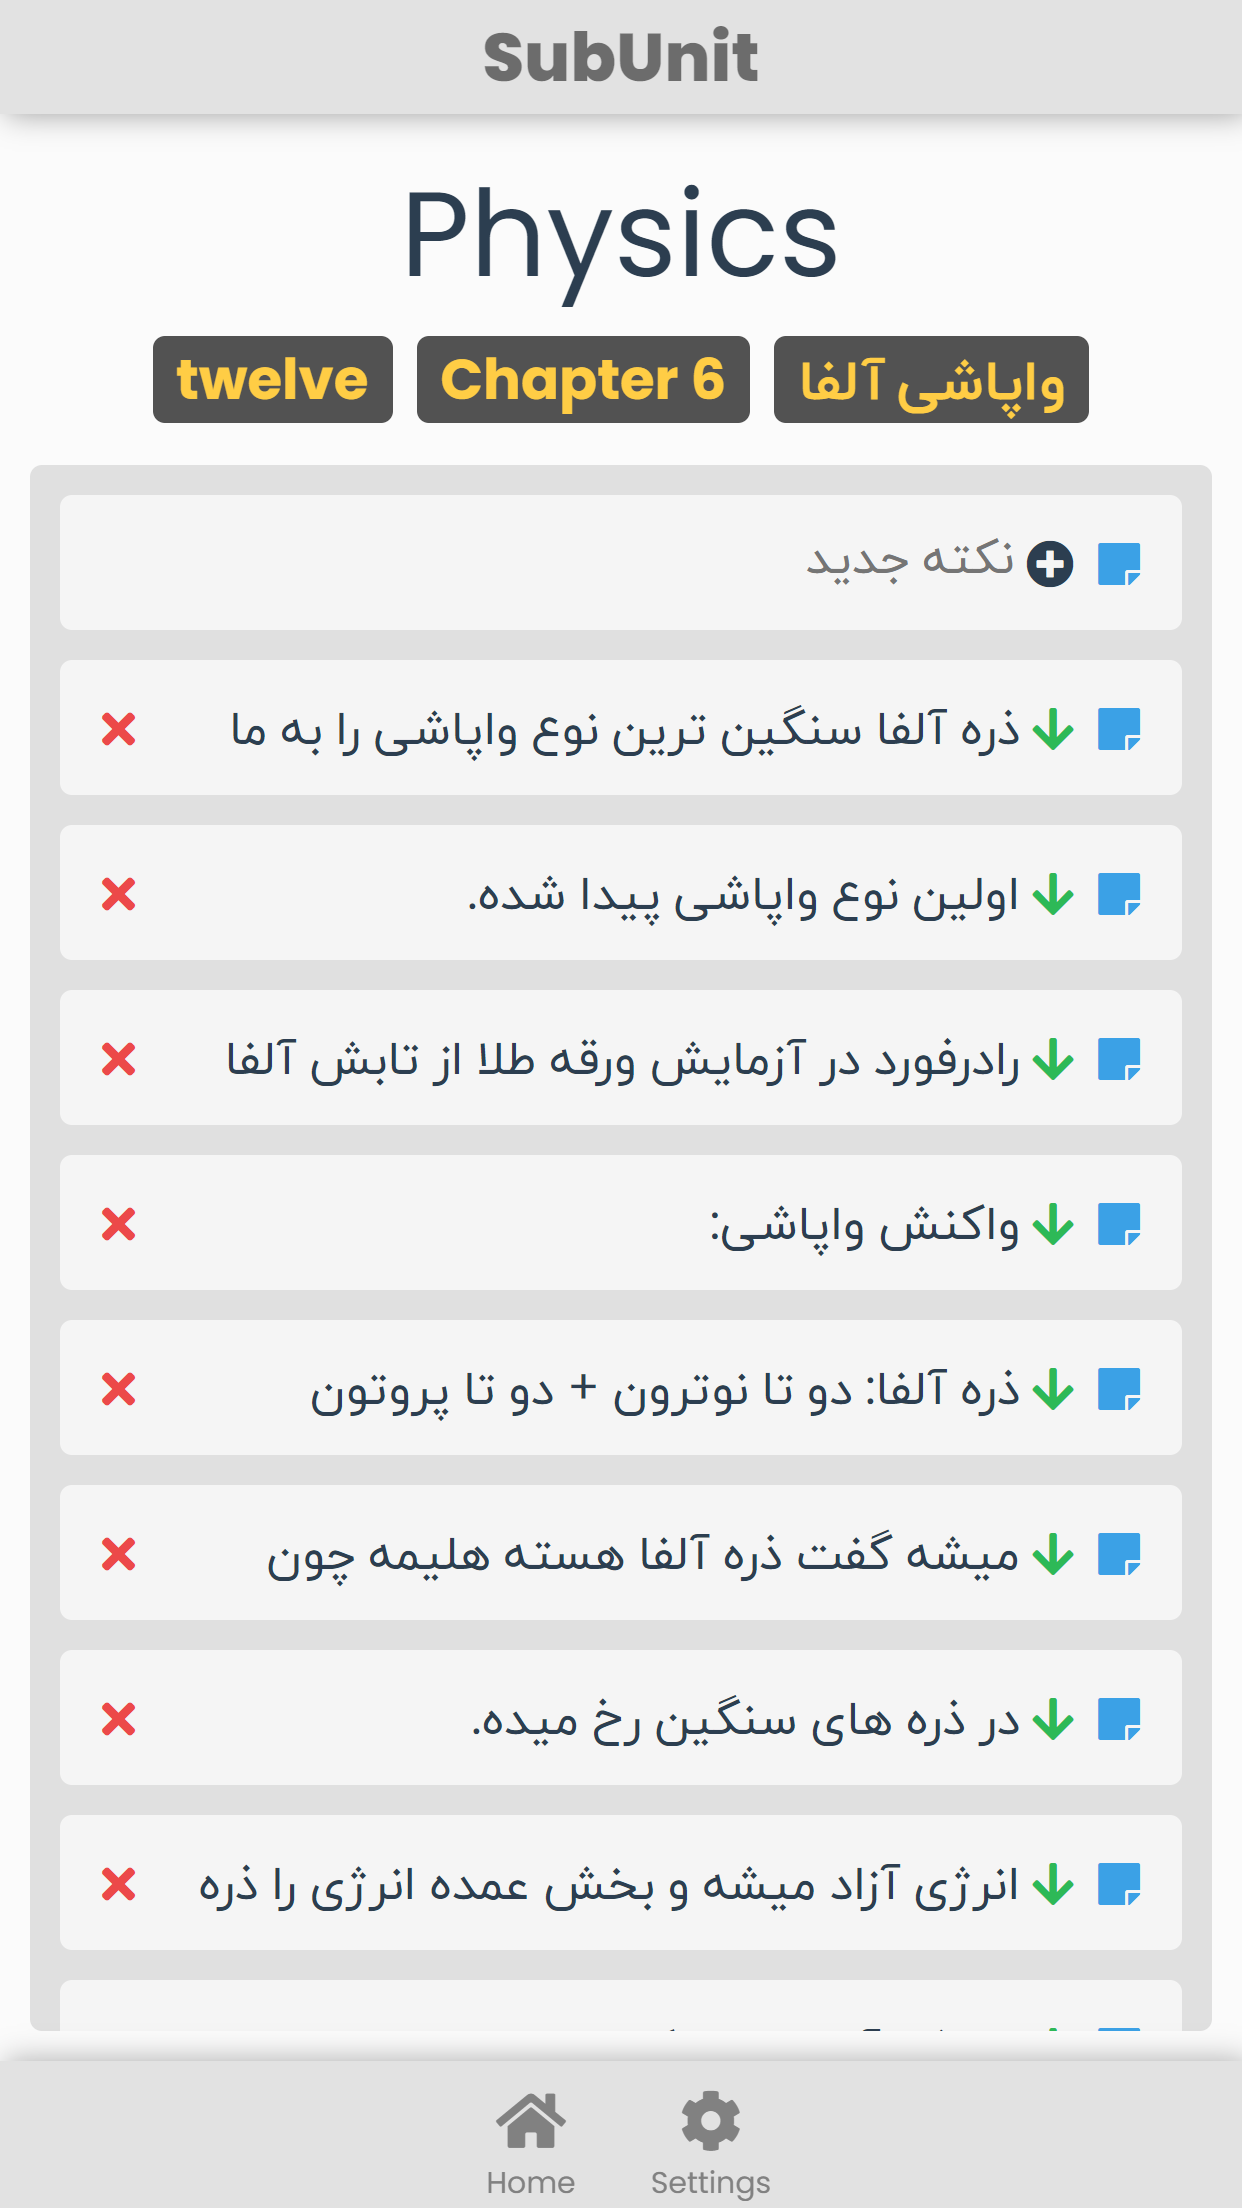 SubUnit
Physics
twelve Chapter 6 واپاشی آلفا
نکته جدید
ذره آلفا سنگین ترین نوع واپاشی را به ما
اولین نوع واپاشی پیدا شده.
رادرفورد در آزمایش ورقه طلا از تابش آلفا
واکنش واپاشی:
ذره آلفا: دو تا نوترون + دو تا پروتون
میشه گفت ذره آلفا هسته هلیمه چون
در ذره های سنگین رخ میده.
انرژی آزاد میشه و بخش عمده انرژی را ذره
Home Settings